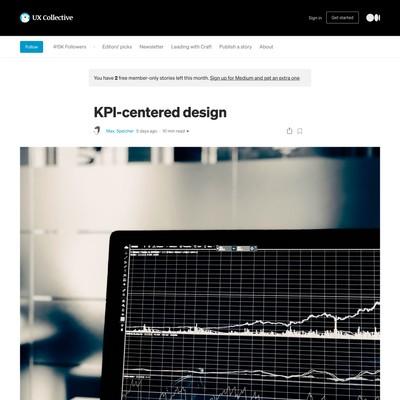 UX Collective
Sign in
Get started
Follow
Editors' picks
Newsletter
Leading with Craft
Publish a story
About
You have 2 free member-only stories left this month. Sign up for Medium and get an extra one
KPI-centered design
Max. Speicher 5 days ago · 10 min read